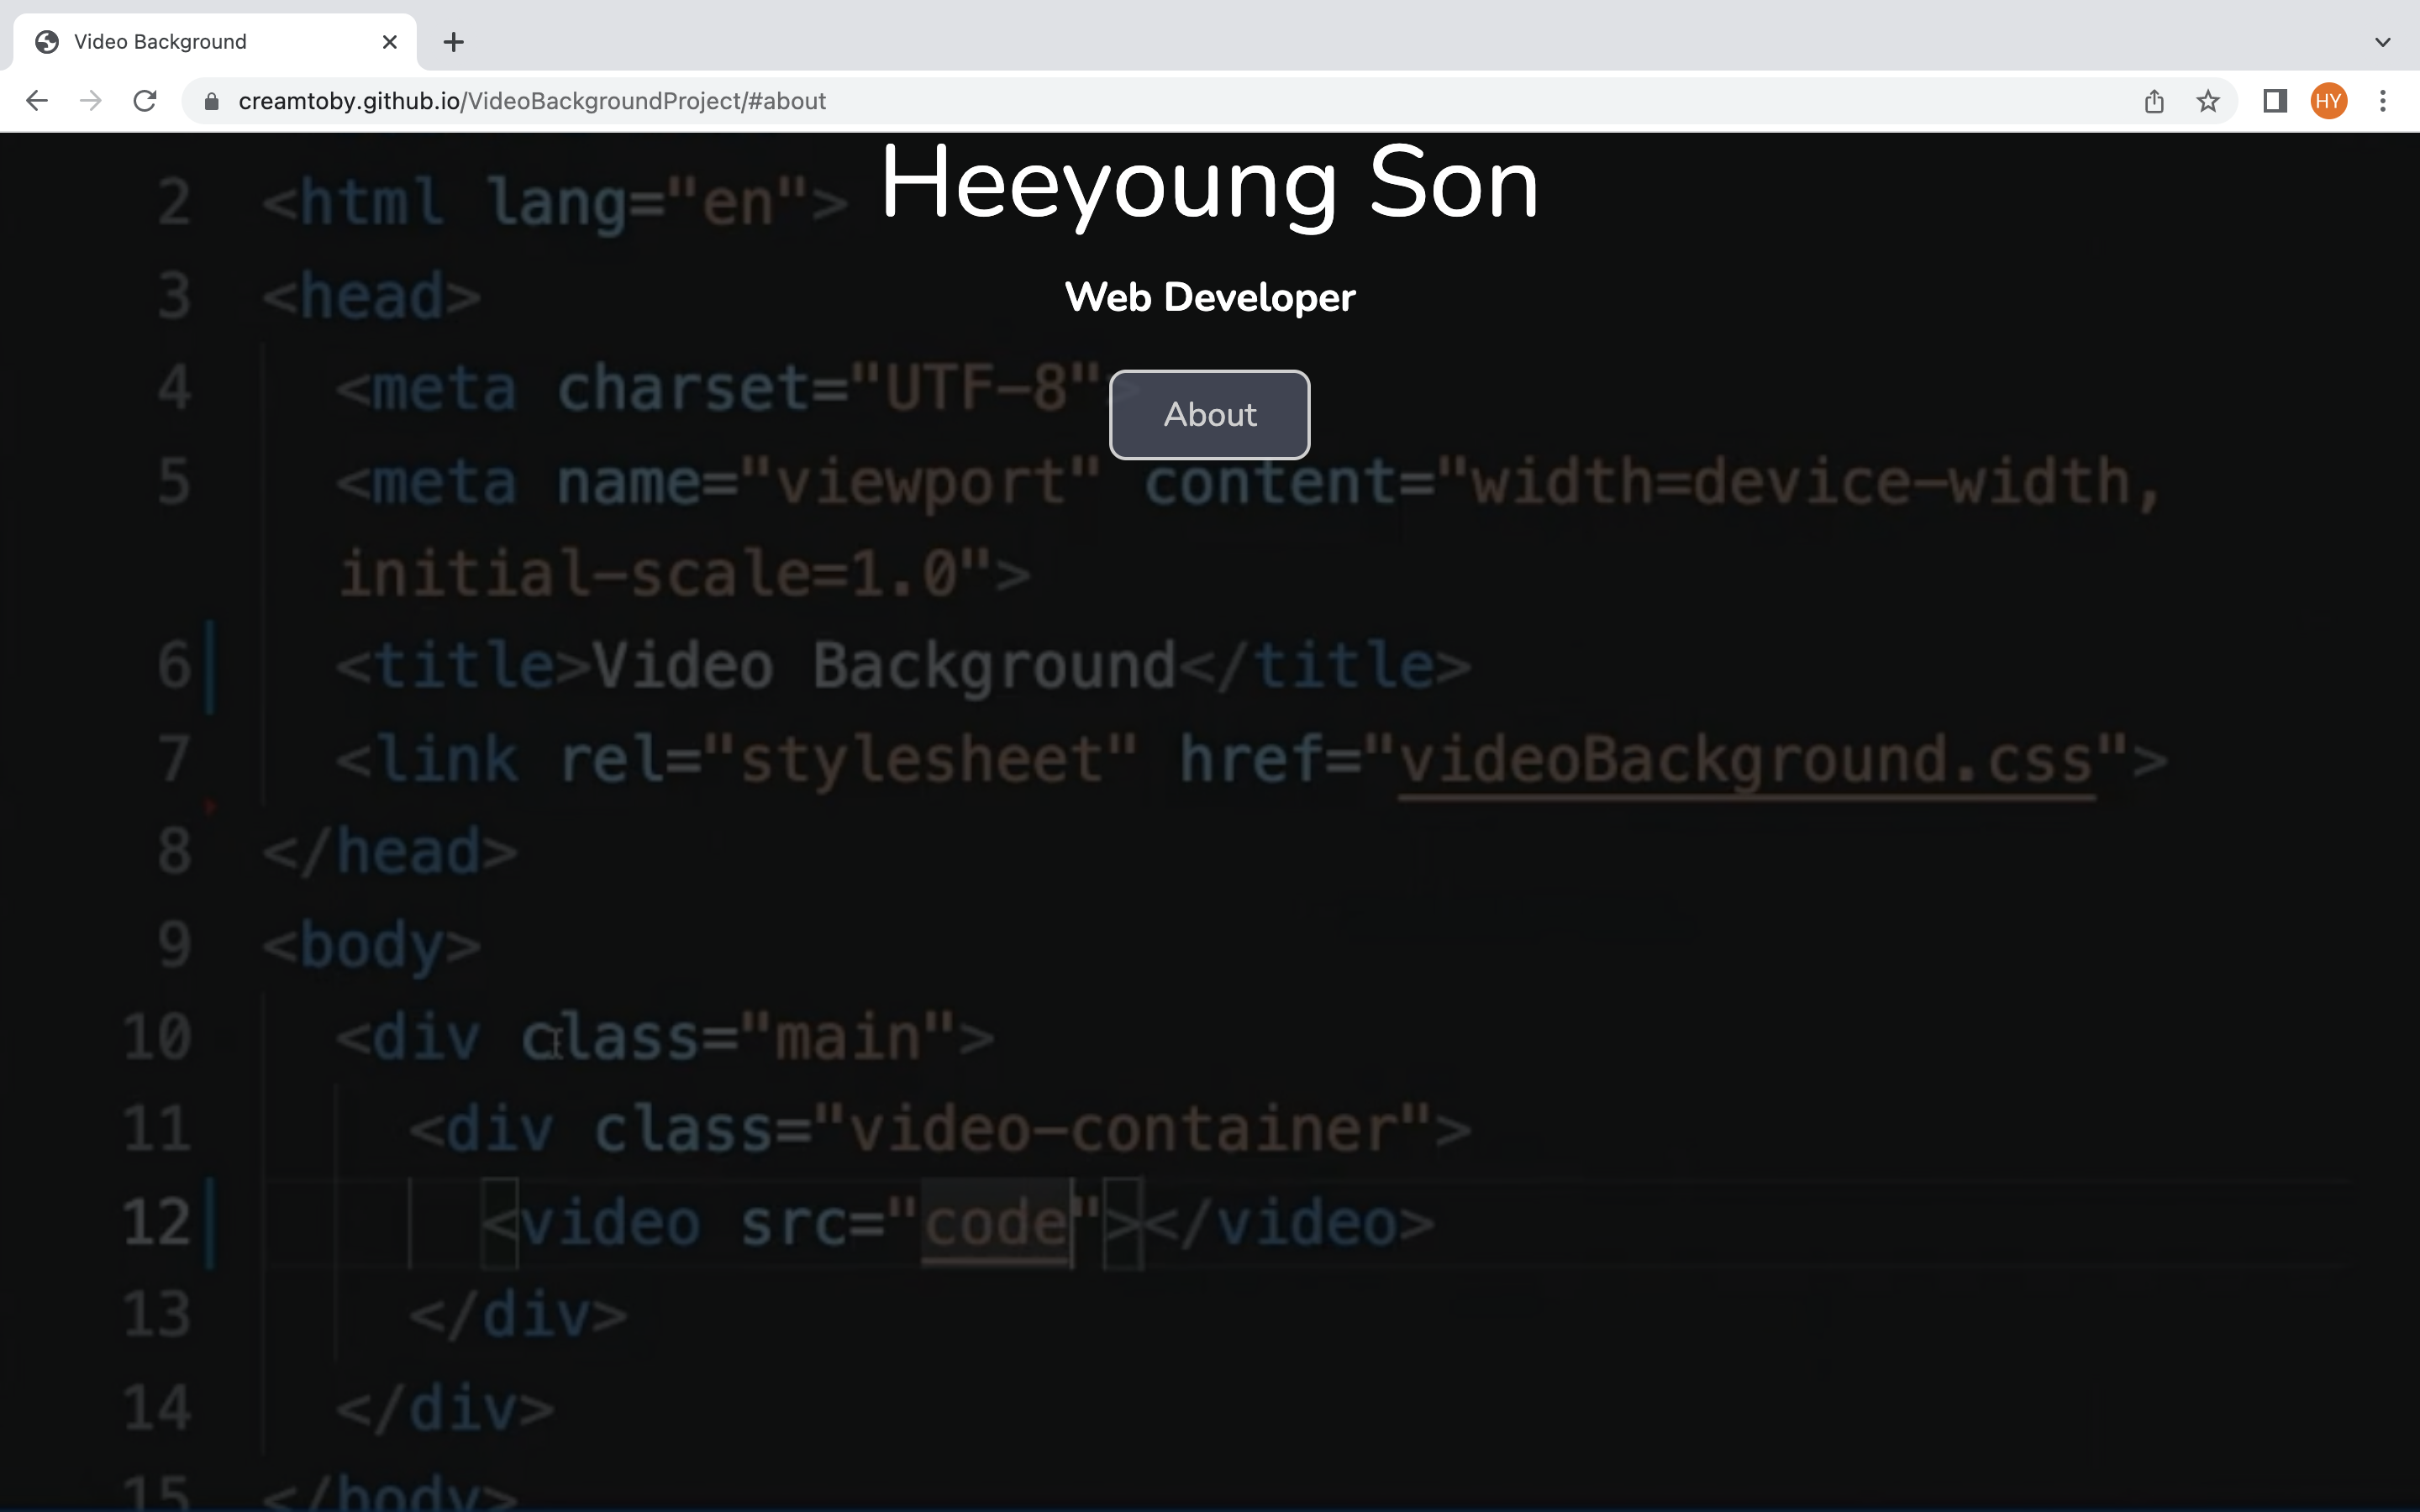 Video Background
creamtoby.github.io/VideoBackgroundProject/#about
HY
Heeyoung Son
Web Developer
About
2 <html lang="en">
3 <head>
4 <meta charset="UTF-8">
5 <meta name="viewport" content="width=device-width,
initial-scale=1.0">
6 <title>Video Background</title>
7 <link rel="stylesheet" href="videoBackground.css">
8 </head>
9 <body>
10 <div class="main">
11 <div class="video-container">
12 <video src="code"></video>
13 </div>
14 </div>
15 </body>